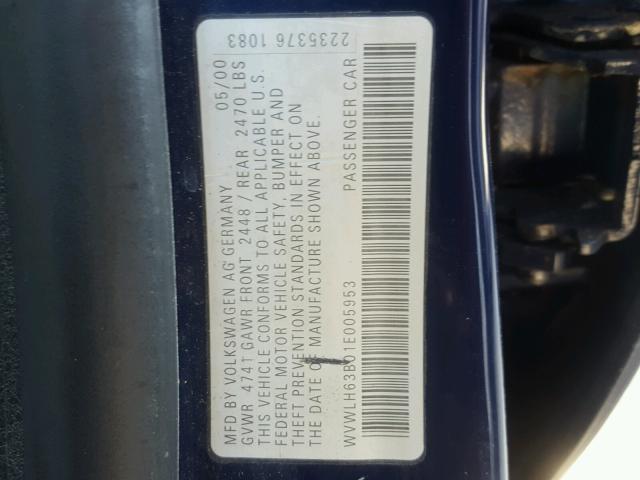 MFD BY VOLKSWAGEN AG GERMANY 05/00
GVWR 4741 GAWR FRONT 2448 / REAR 2470 LBS
THIS VEHICLE CONFORMS TO ALL APPLICABLE U.S.
FEDERAL MOTOR VEHICLE SAFETY, BUMPER AND
THEFT PREVENTION STANDARDS IN EFFECT ON
THE DATE OF MANUFACTURE SHOWN ABOVE.
WVWLH63B01E005953 PASSENGER CAR
2235376 1083